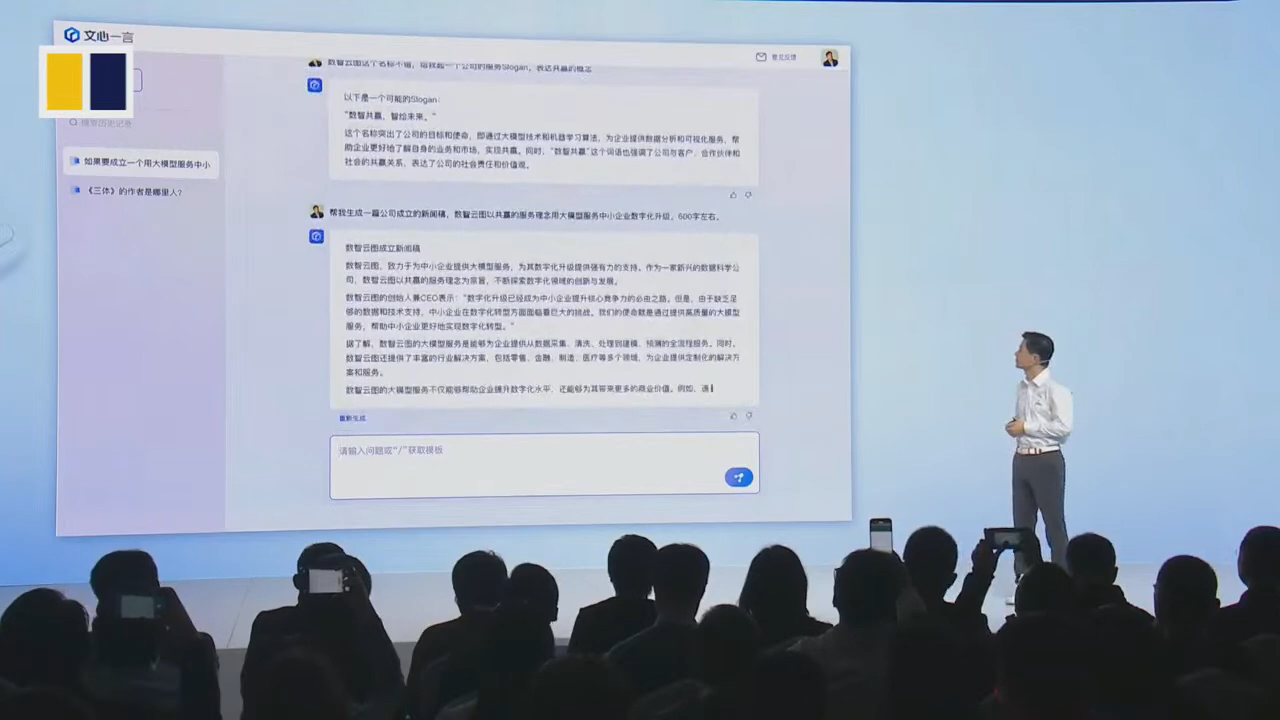 文心一言
意见反馈
搜索历史记录
如果要成立一个用大模型服务中小
《三体》的作者是哪里人?
数智云图这个名称不错，给我起一个公司的服务Slogan，表达共赢的概念
以下是一个可能的Slogan：
“数智共赢，智绘未来。”
这个名称突出了公司的目标和使命，即通过大模型技术和机器学习算法，为企业提供数据分析和可视化服务，帮
助企业更好地了解自身的业务和市场，实现共赢。同时，“数智共赢”这个词语也强调了公司与客户、合作伙伴和
社会的共赢关系，表达了公司的社会责任和价值观。
帮我生成一篇公司成立的新闻稿，数智云图以共赢的服务理念用大模型服务中小企业数字化升级，600字左右。
数智云图成立新闻稿
数智云图，致力于为中小企业提供大模型服务，为其数字化升级提供强有力的支持。作为一家新兴的数据科学公
司，数智云图以共赢的服务理念为宗旨，不断探索数字化领域的创新与发展。
数智云图的创始人兼CEO表示：“数字化升级已经成为中小企业提升核心竞争力的必由之路。但是，由于缺乏足
够的数据和技术支持，中小企业在数字化转型方面面临着巨大的挑战。我们的使命就是通过提供高质量的大模型
服务，帮助中小企业更好地实现数字化转型。”
据了解，数智云图的大模型服务是能够为企业提供从数据采集、清洗、处理到建模、预测的全流程服务。同时，
数智云图还提供了丰富的行业解决方案，包括零售、金融、制造、医疗等多个领域，为企业提供定制化的解决方
案和服务。
数智云图的大模型服务不仅能够帮助企业提升数字化水平，还能够为其带来更多的商业价值。例如，通
重新生成
请输入问题或“/”获取模板